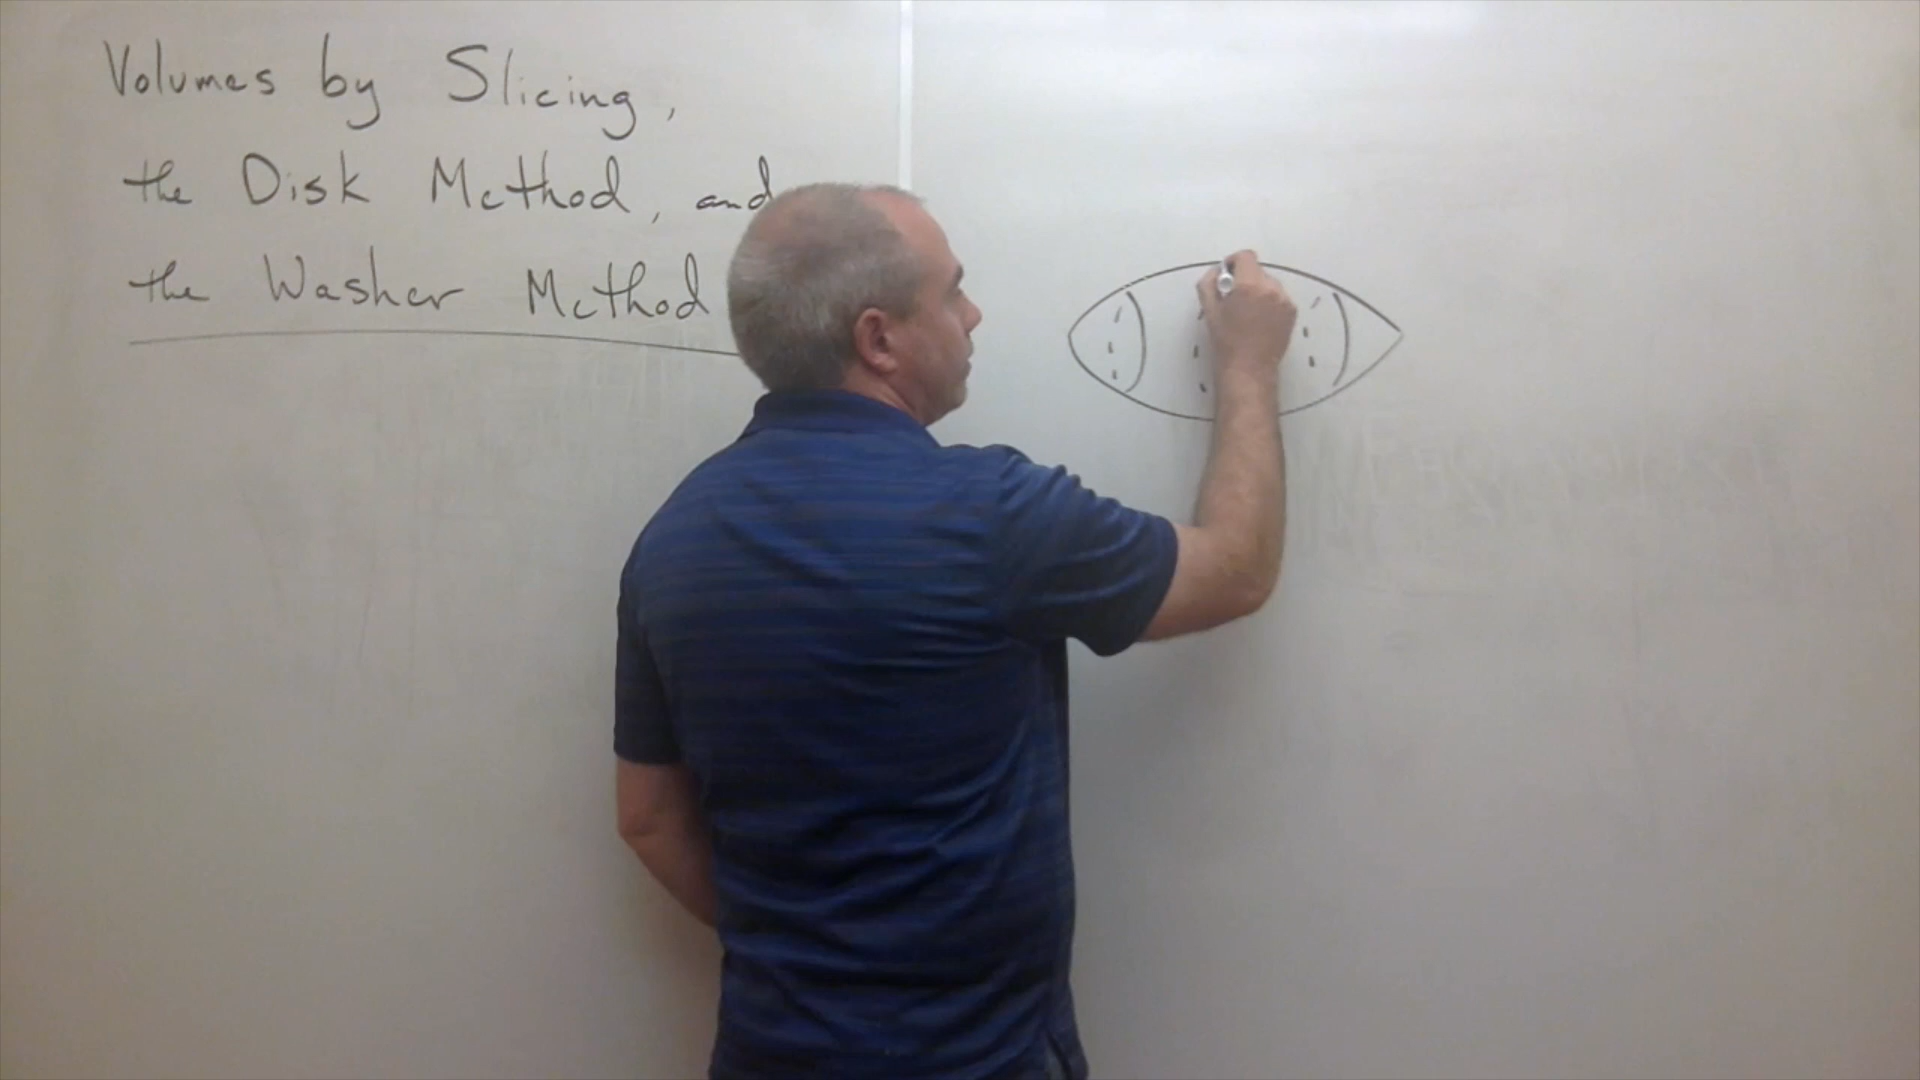 Volumes by Slicing,
the Disk Method, and
the Washer Method